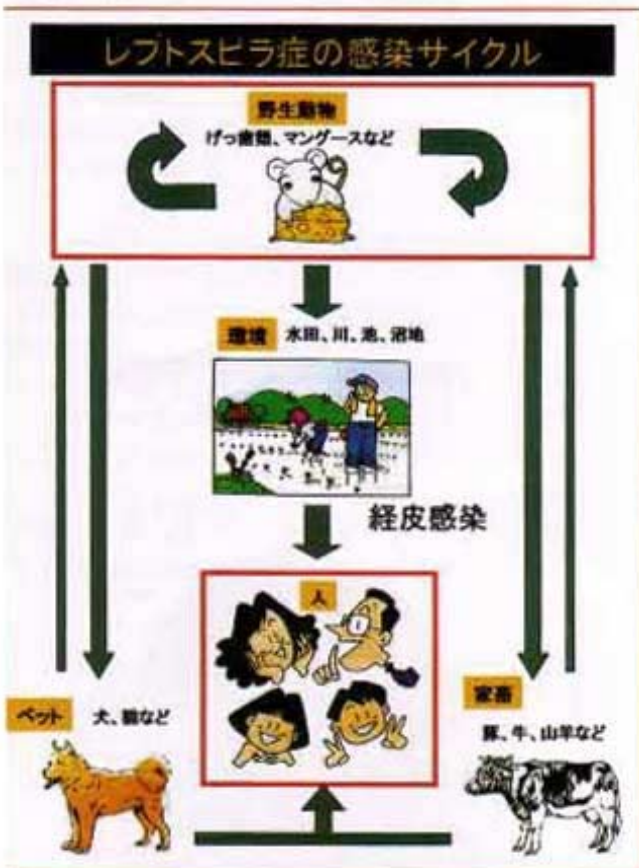 レプトスピラ症の感染サイクル
野生動物
げっ歯類、マングースなど
環境 水田、川、池、沼地
経皮感染
人
ペット 犬、猫など
家畜
豚、牛、山羊など